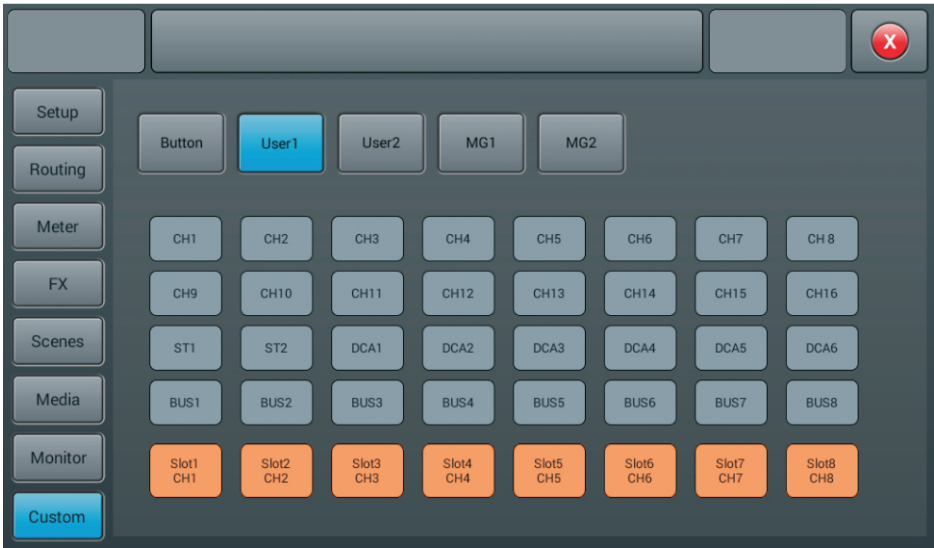 X
Setup
Button User1 User2 MG1 MG2
Routing
Meter
CH1 CH2 CH3 CH4 CH5 CH6 CH7 CH 8
FX
CH9 CH10 CH11 CH12 CH13 CH14 CH15 CH16
Scenes
ST1 ST2 DCA1 DCA2 DCA3 DCA4 DCA5 DCA6
Media
BUS1 BUS2 BUS3 BUS4 BUS5 BUS6 BUS7 BUS8
Monitor
Slot1 Slot2 Slot3 Slot4 Slot5 Slot6 Slot7 Slot8
CH1 CH2 CH3 CH4 CH5 CH6 CH7 CH8
Custom